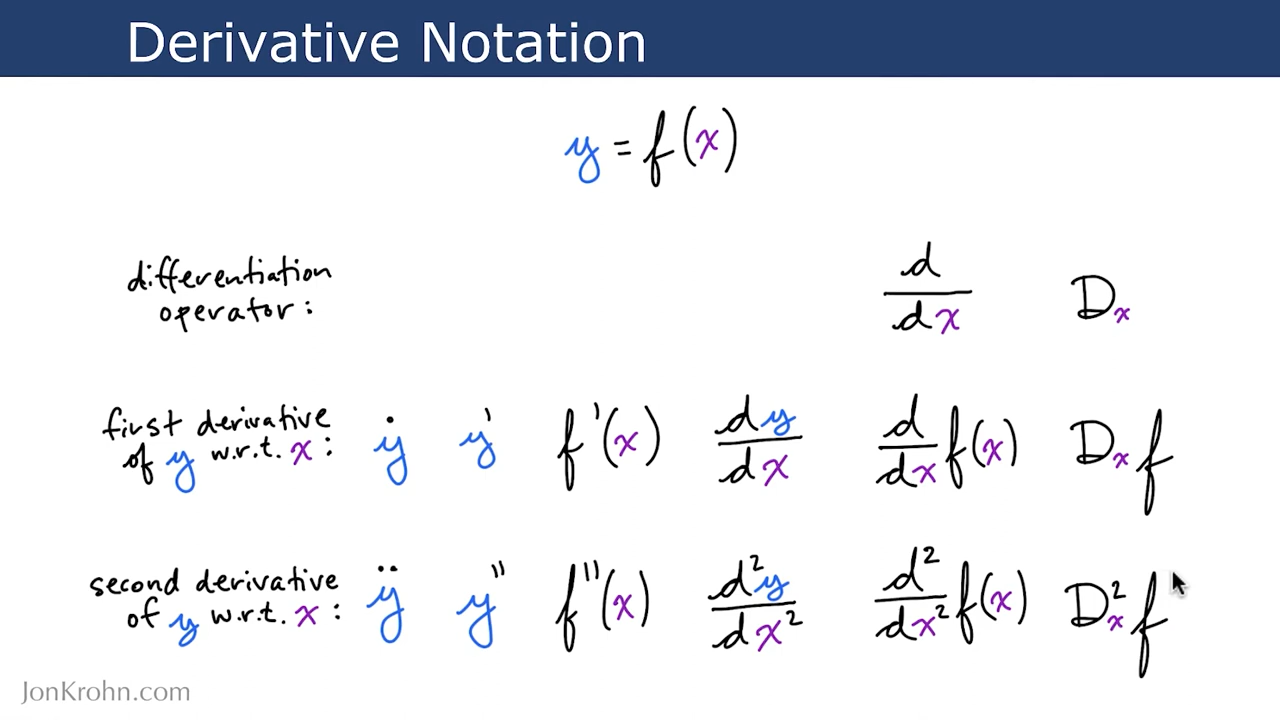 Derivative Notation
y = f(x)
differentiation
operator:
d/dx  Dₓ
first derivative
of y w.r.t. x:
ẏ  y'  f'(x)  dy/dx  d/dx f(x)  Dₓf
second derivative
of y w.r.t. x:
ÿ  y''  f''(x)  d²y/dx²  d²/dx² f(x)  Dₓ²f
JonKrohn.com